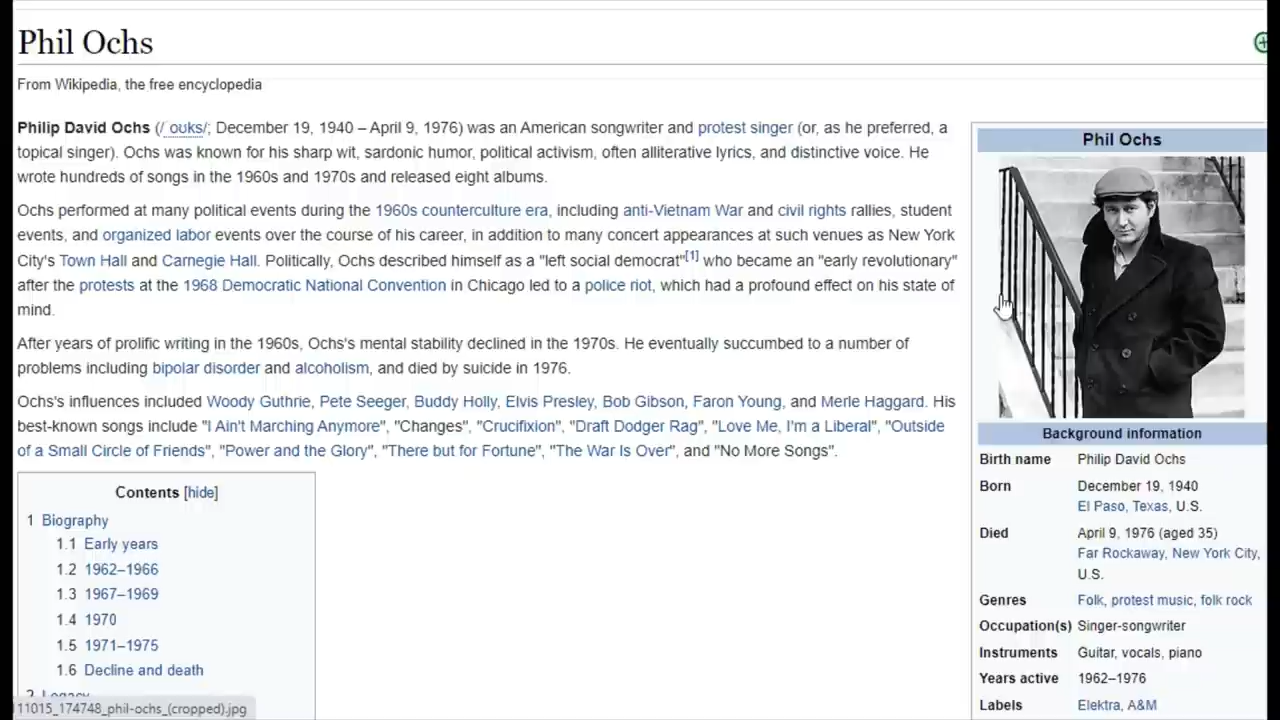 Phil Ochs
From Wikipedia, the free encyclopedia
Philip David Ochs (/ˈoʊks/; December 19, 1940 – April 9, 1976) was an American songwriter and protest singer (or, as he preferred, a
topical singer). Ochs was known for his sharp wit, sardonic humor, political activism, often alliterative lyrics, and distinctive voice. He
wrote hundreds of songs in the 1960s and 1970s and released eight albums.
Ochs performed at many political events during the 1960s counterculture era, including anti-Vietnam War and civil rights rallies, student
events, and organized labor events over the course of his career, in addition to many concert appearances at such venues as New York
City's Town Hall and Carnegie Hall. Politically, Ochs described himself as a "left social democrat"[1] who became an "early revolutionary"
after the protests at the 1968 Democratic National Convention in Chicago led to a police riot, which had a profound effect on his state of
mind.
After years of prolific writing in the 1960s, Ochs's mental stability declined in the 1970s. He eventually succumbed to a number of
problems including bipolar disorder and alcoholism, and died by suicide in 1976.
Ochs's influences included Woody Guthrie, Pete Seeger, Buddy Holly, Elvis Presley, Bob Gibson, Faron Young, and Merle Haggard. His
best-known songs include "I Ain't Marching Anymore", "Changes", "Crucifixion", "Draft Dodger Rag", "Love Me, I'm a Liberal", "Outside
of a Small Circle of Friends", "Power and the Glory", "There but for Fortune", "The War Is Over", and "No More Songs".
Contents [hide]
1 Biography
1.1 Early years
1.2 1962–1966
1.3 1967–1969
1.4 1970
1.5 1971–1975
1.6 Decline and death
2 Legacy
11015_174748_phil-ochs_(cropped).jpg
Phil Ochs
Background information
Birth name Philip David Ochs
Born December 19, 1940
El Paso, Texas, U.S.
Died April 9, 1976 (aged 35)
Far Rockaway, New York City,
U.S.
Genres Folk, protest music, folk rock
Occupation(s) Singer-songwriter
Instruments Guitar, vocals, piano
Years active 1962–1976
Labels Elektra, A&M